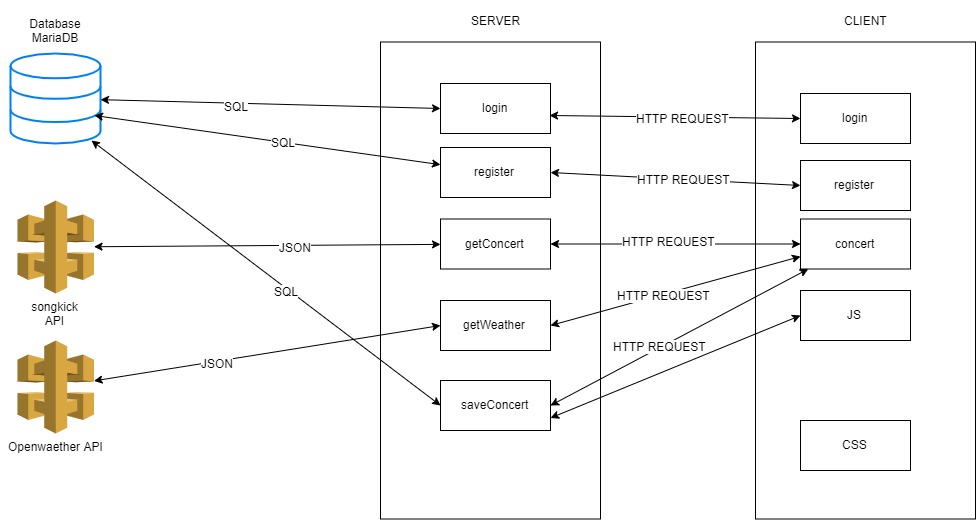 Database
MariaDB
SERVER
CLIENT
SQL
login
HTTP REQUEST
login
SQL
register
HTTP REQUEST
register
songkick
API
JSON
getConcert
HTTP REQUEST
concert
SQL
getWeather
HTTP REQUEST
JS
Openwaether API
JSON
saveConcert
HTTP REQUEST
CSS